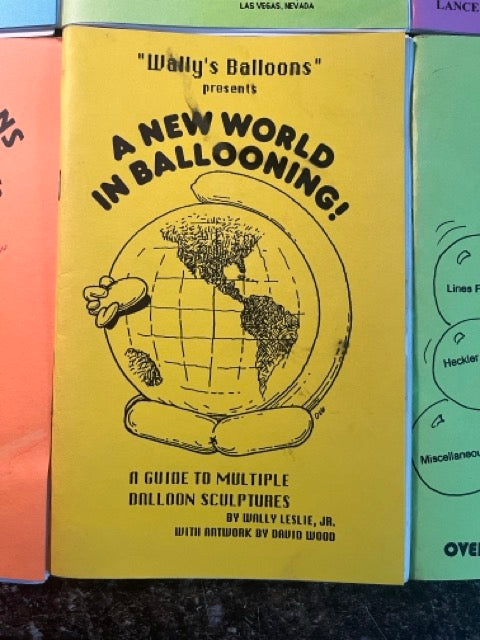 LAS VEGAS, NEVADA
LANCE
"Wally's Balloons"
presents
A NEW WORLD
IN BALLOONING!
NS
Lines F
Heckler
Miscellaneou
A GUIDE TO MULTIPLE
BALLOON SCULPTURES
BY WALLY LESLIE, JR.
WITH ARTWORK BY DAVID WOOD
OVE